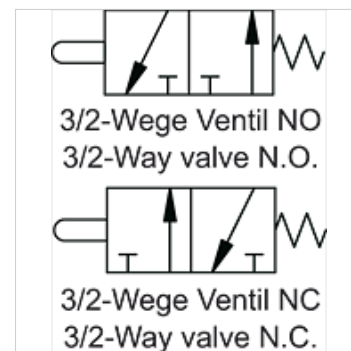 3/2-Wege Ventil NO
3/2-Way valve N.O.
3/2-Wege Ventil NC
3/2-Way valve N.C.